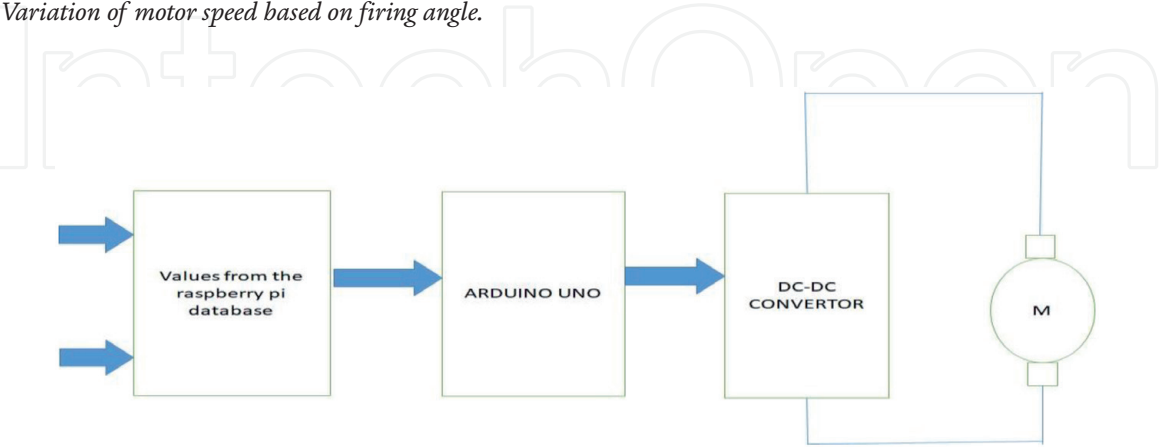 Variation of motor speed based on firing angle.
IntechOpen
Values from the
raspberry pi
database
ARDUINO UNO
DC-DC
CONVERTOR
M